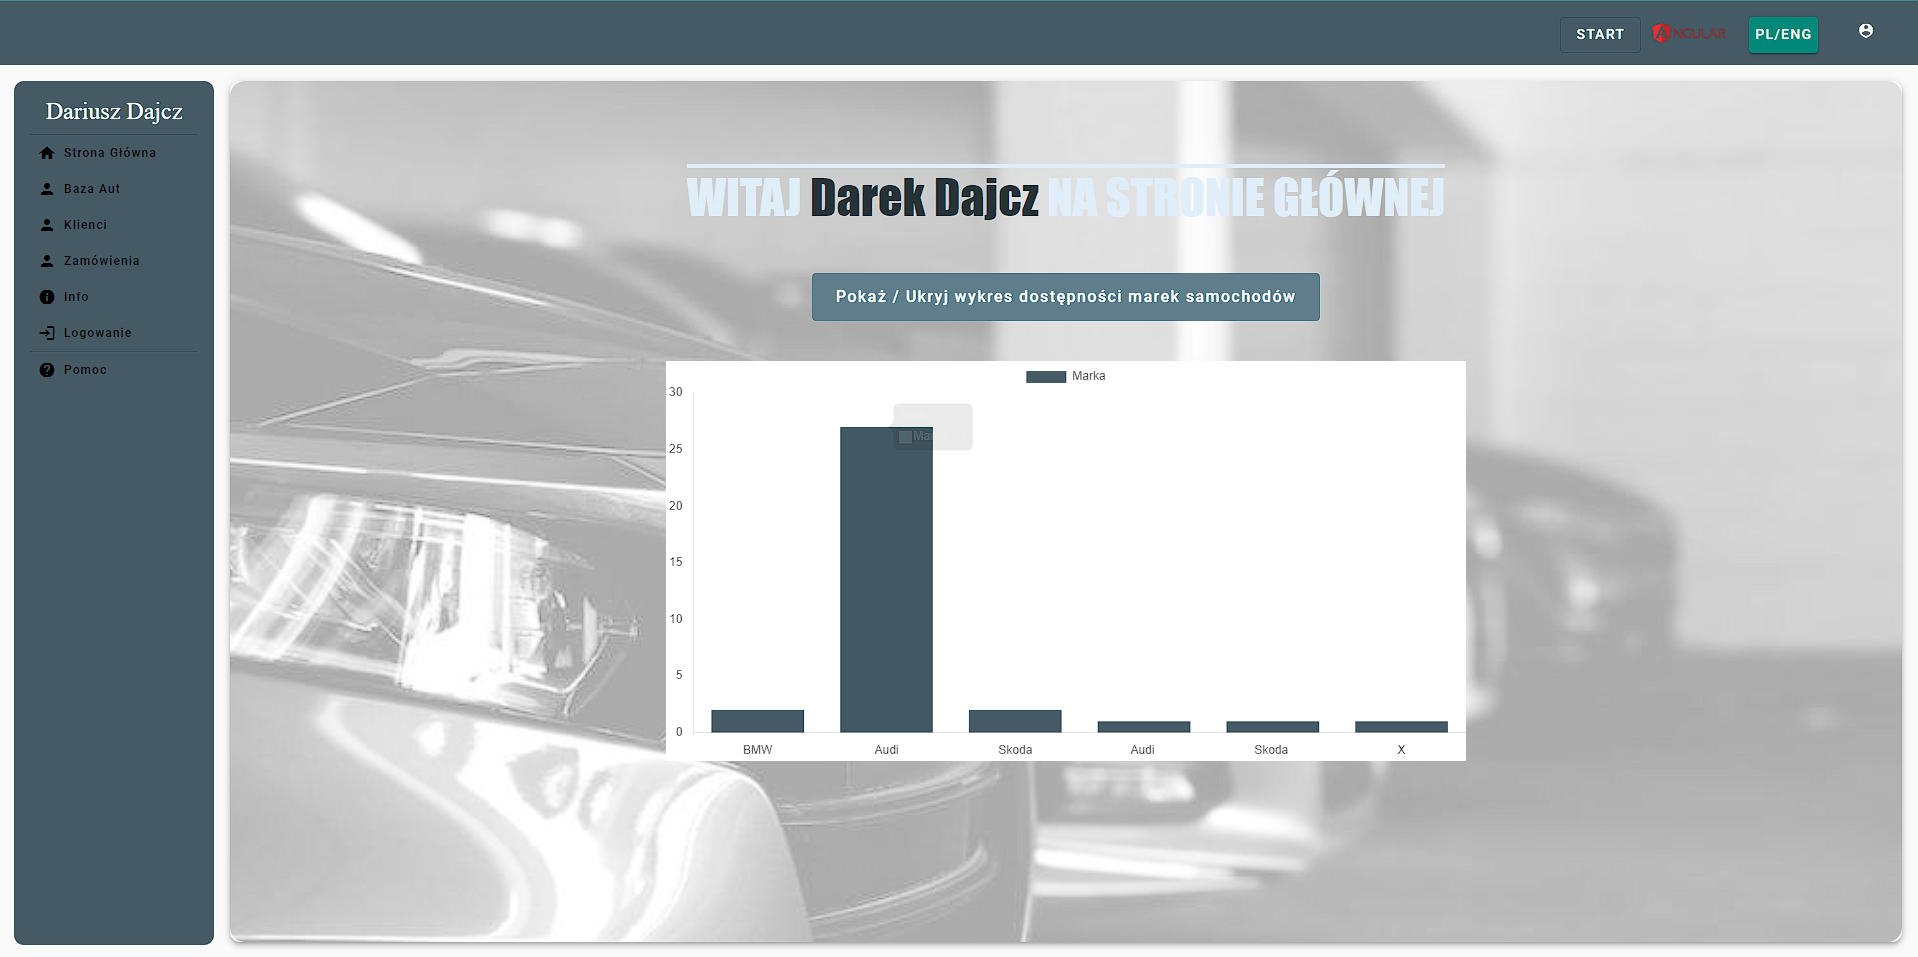 START
ANGULAR
PL/ENG
Dariusz Dajcz
Strona Główna
Baza Aut
Klienci
Zamówienia
Info
Logowanie
Pomoc
WITAJ Darek Dajcz NA STRONIE GŁÓWNEJ
Pokaż / Ukryj wykres dostępności marek samochodów
Marka
30
25
20
15
10
5
0
BMW Audi Skoda Audi Skoda X